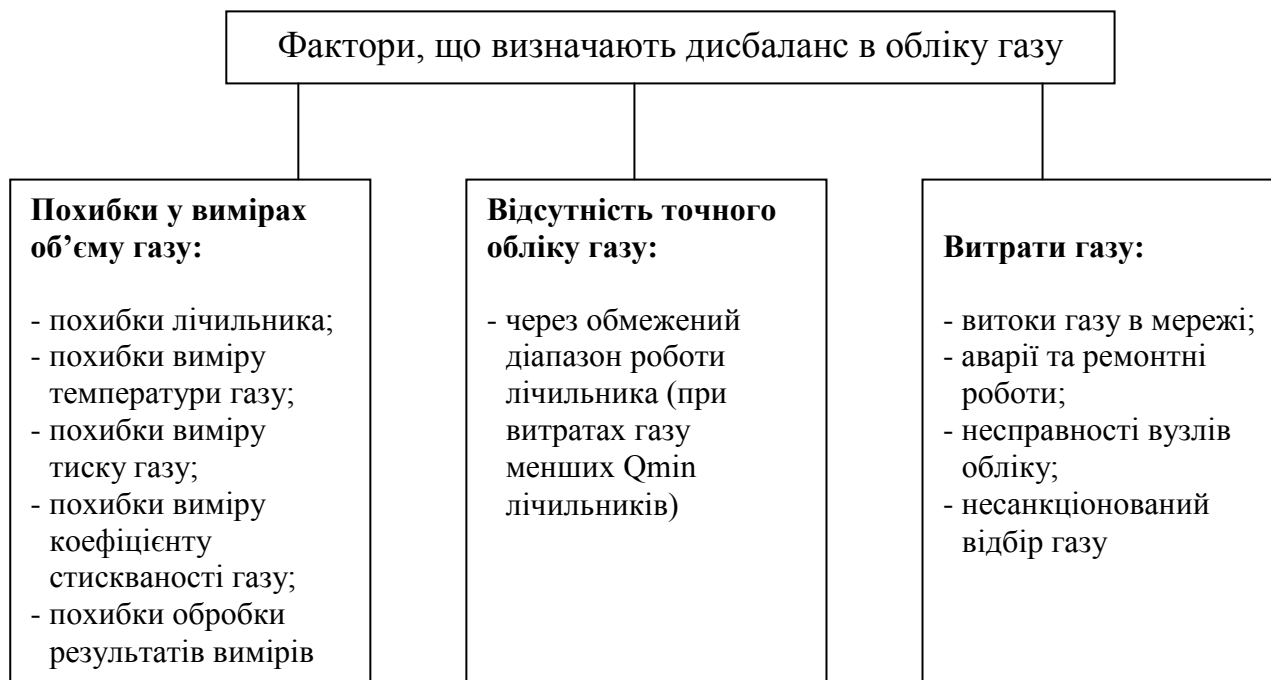 Фактори, що визначають дисбаланс в обліку газу
Похибки у вимірах
об’єму газу:
- похибки лічильника;
- похибки виміру
температури газу;
- похибки виміру
тиску газу;
- похибки виміру
коефіцієнту
стискваності газу;
- похибки обробки
результатів вимірів
Відсутність точного
обліку газу:
- через обмежений
діапазон роботи
лічильника (при
витратах газу
менших Qmin
лічильників)
Витрати газу:
- витоки газу в мережі;
- аварії та ремонтні
роботи;
- несправності вузлів
обліку;
- несанкціонований
відбір газу